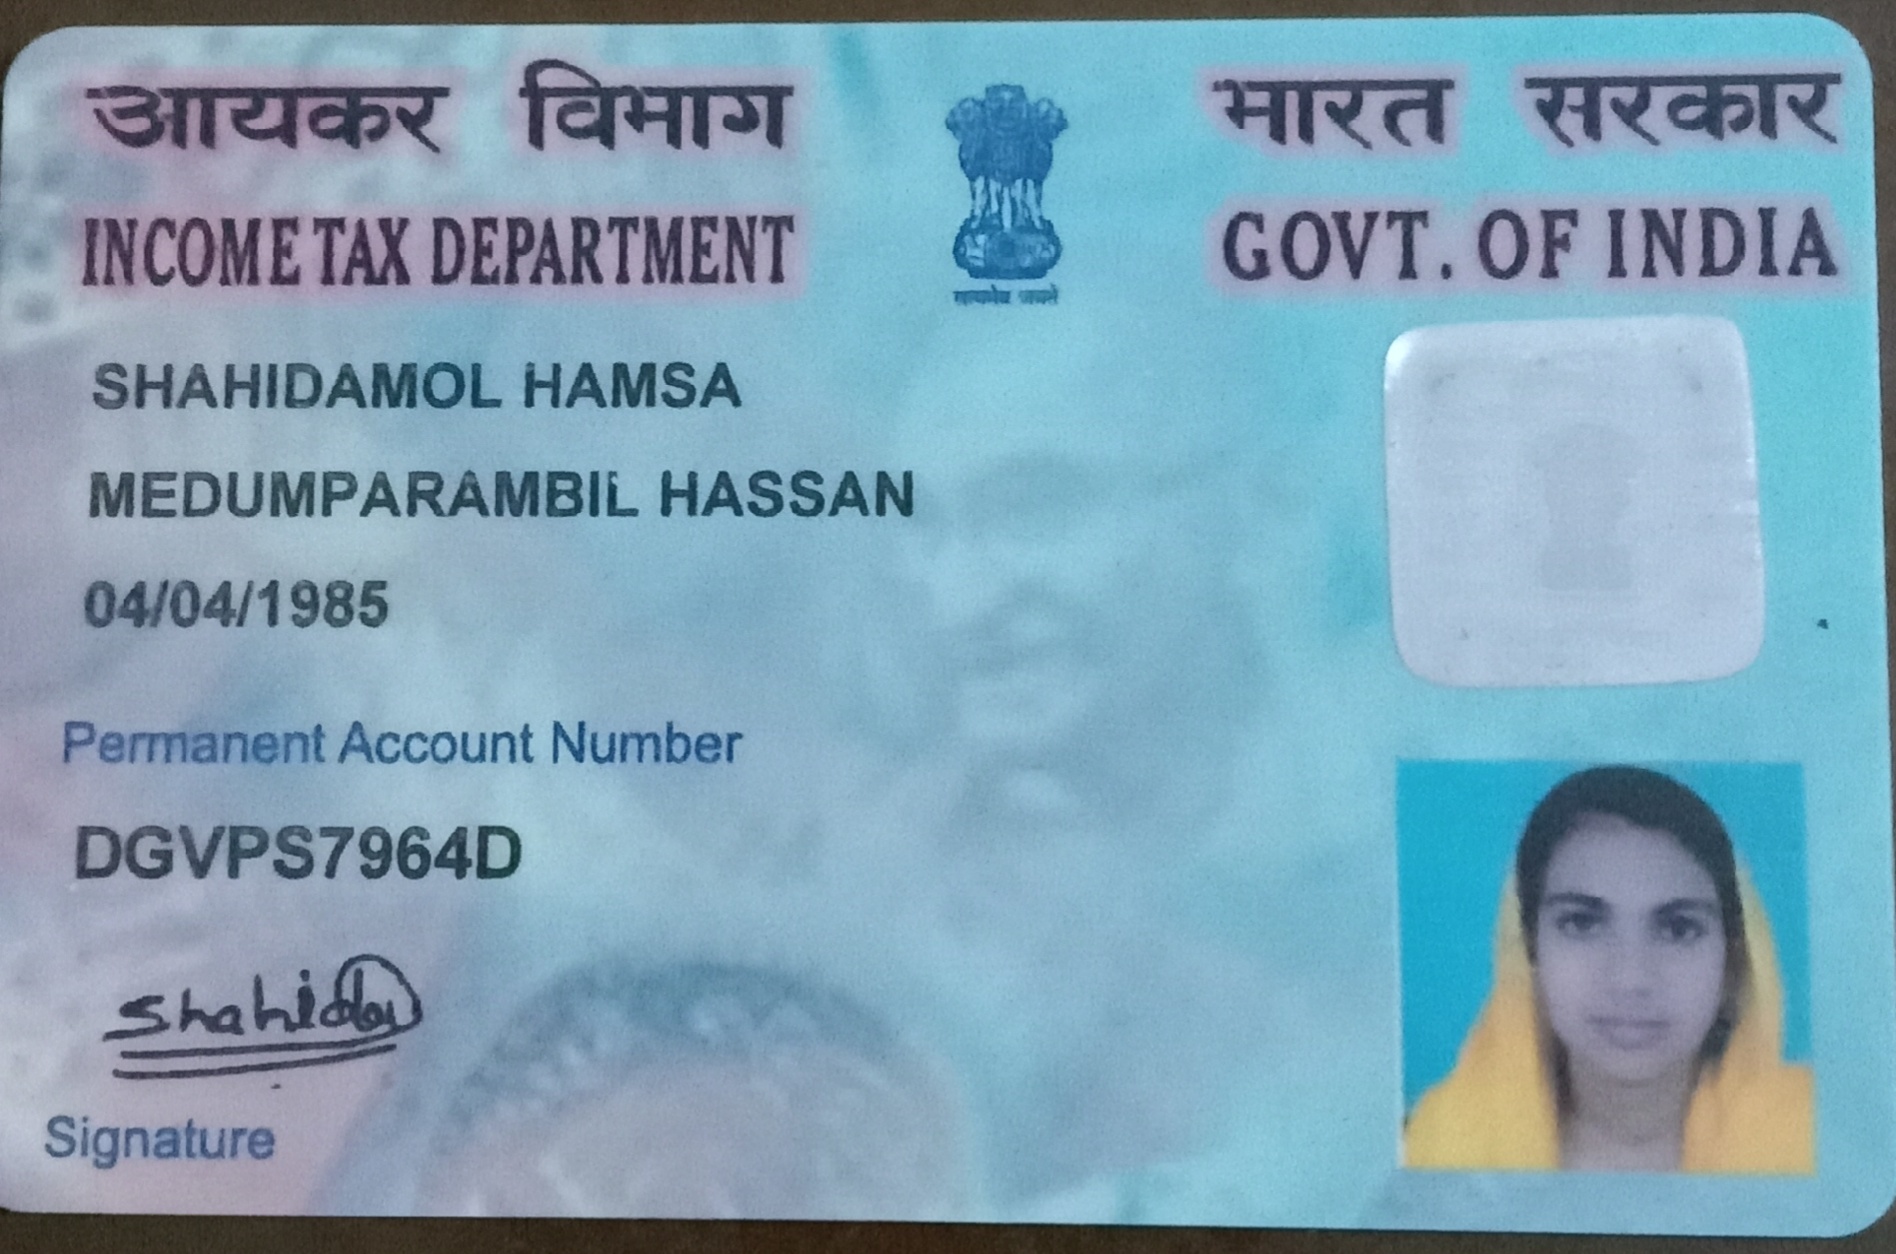 आयकर विभाग
INCOME TAX DEPARTMENT
भारत सरकार
GOVT. OF INDIA
सत्यमेव जयते
SHAHIDAMOL HAMSA
MEDUMPARAMBIL HASSAN
04/04/1985
Permanent Account Number
DGVPS7964D
Shahida
Signature